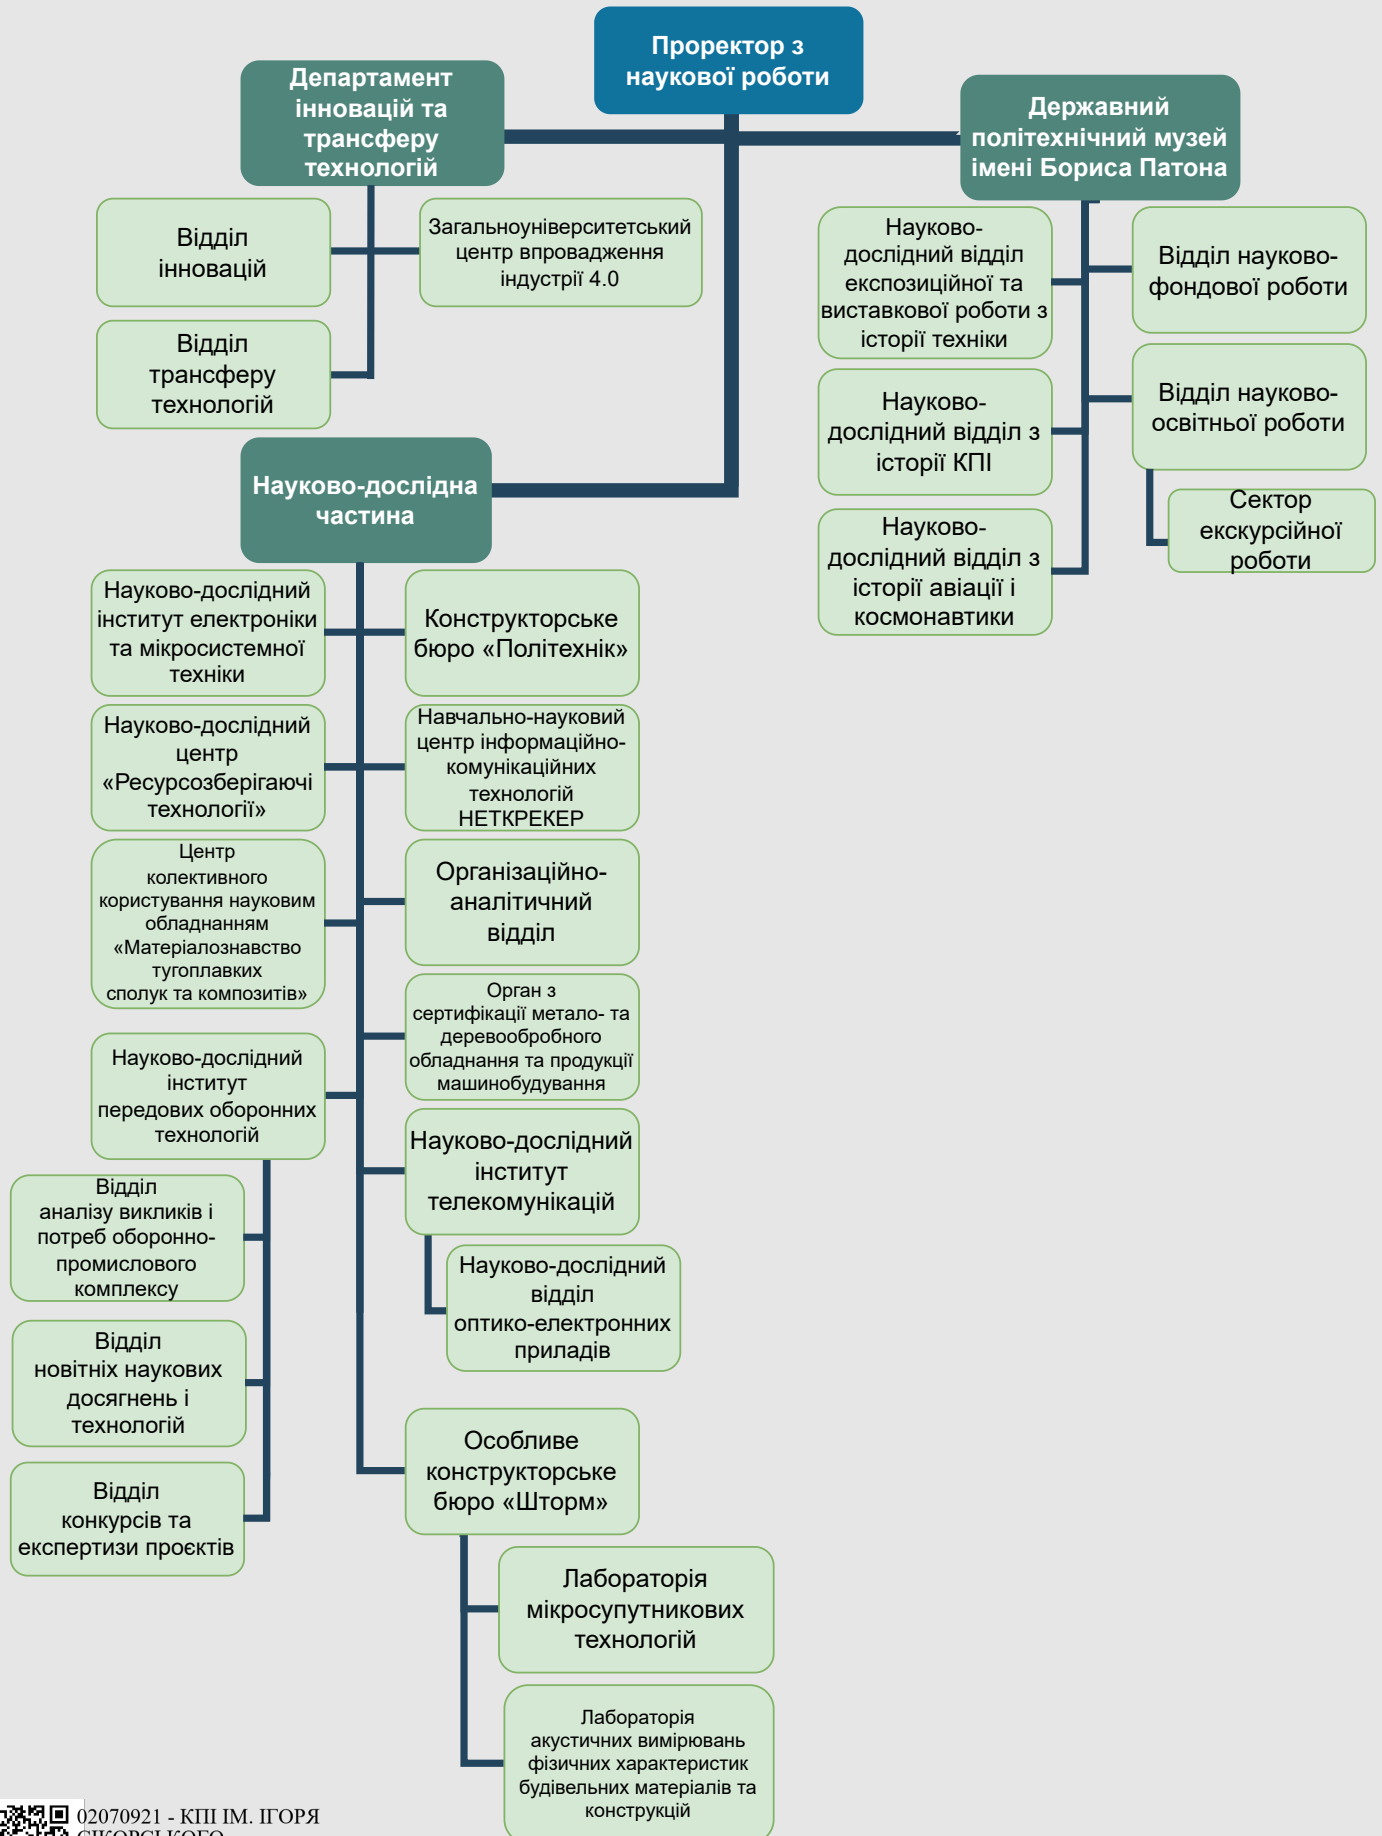 Проректор з
наукової роботи
Департамент
інновацій та
трансферу
технологій
Державний
політехнічний музей
імені Бориса Патона
Відділ
інновацій
Загальноуніверситетський
центр впровадження
індустрії 4.0
Відділ
трансферу
технологій
Науково-
дослідний відділ
експозиційної та
виставкової роботи з
історії техніки
Відділ науково-
фондової роботи
Науково-
дослідний відділ з
історії КПІ
Відділ науково-
освітньої роботи
Науково-
дослідний відділ з
історії авіації і
космонавтики
Сектор
екскурсійної
роботи
Науково-дослідна
частина
Науково-дослідний
інститут електроніки
та мікросистемної
техніки
Конструкторське
бюро «Політехнік»
Науково-дослідний
центр
«Ресурсозберігаючі
технології»
Навчально-науковий
центр інформаційно-
комунікаційних
технологій
НЕТКРЕКЕР
Центр
колективного
користування науковим
обладнанням
«Матеріалознавство
тугоплавких
сполук та композитів»
Організаційно-
аналітичний
відділ
Орган з
сертифікації метало- та
деревообробного
обладнання та продукції
машинобудування
Науково-дослідний
інститут
передових оборонних
технологій
Науково-дослідний
інститут
телекомунікацій
Відділ
аналізу викликів і
потреб оборонно-
промислового
комплексу
Науково-дослідний
відділ
оптико-електронних
приладів
Відділ
новітніх наукових
досягнень і
технологій
Відділ
конкурсів та
експертизи проєктів
Особливе
конструкторське
бюро «Шторм»
Лабораторія
мікросупутникових
технологій
Лабораторія
акустичних вимірювань
фізичних характеристик
будівельних матеріалів та
конструкцій
02070921 - КПІ ІМ. ІГОРЯ
СІКОРСЬКОГО